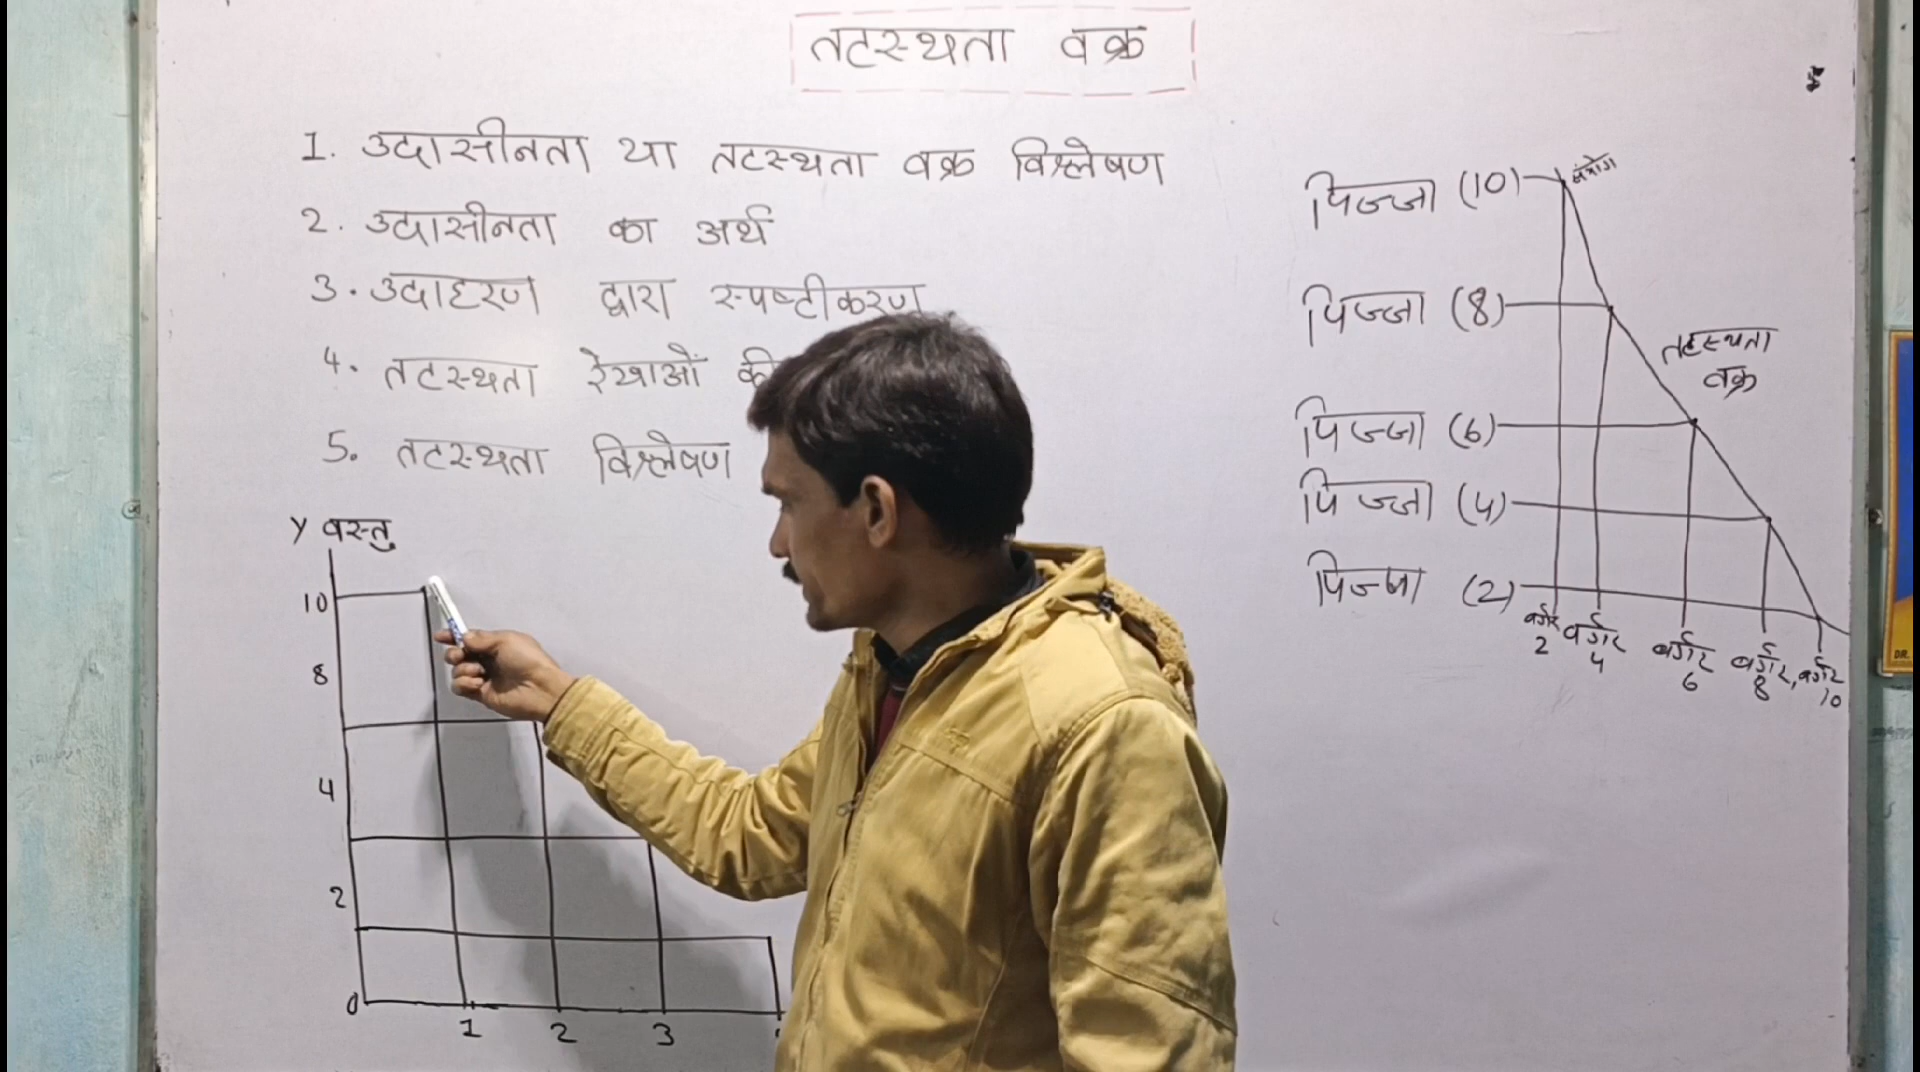 तटस्थता वक्र
1. उदासीनता या तटस्थता वक्र विश्लेषण
2. उदासीनता का अर्थ
3. उदाहरण द्वारा स्पष्टीकरण
4. तटस्थता रेखाओं की
5. तटस्थता विश्लेषण
Y वस्तु
10
8
4
2
0
1 2 3
पिज्जा (10) संयोग
पिज्जा (8)
तटस्थता
वक्र
पिज्जा (6)
पिज्जा (4)
पिज्जा (2)
बर्गर 2 बर्गर 4 बर्गर 6 बर्गर 8, बर्गर 10
DR.